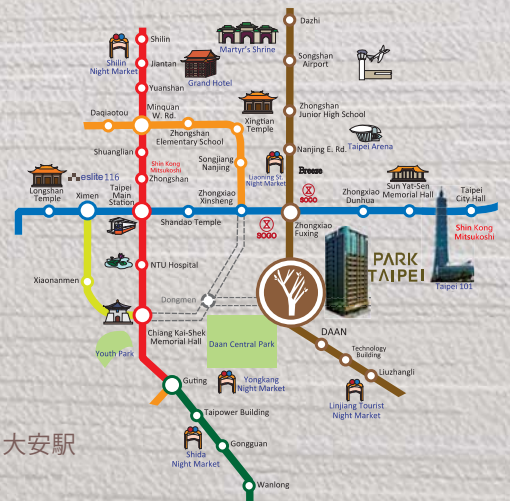 Dazhi
Shilin
Martyr's Shrine
Shilin
Night Market
Jiantan
Songshan
Airport
Grand Hotel
Yuanshan
Minquan
W. Rd.
Daqiaotou
Zhongshan
Elementary School
Xingtian
Temple
Zhongshan
Junior High School
Shuanglian
Songjiang
Nanjing
Nanjing E. Rd.
Taipei Arena
Shin Kong
Mitsukoshi
Zhongshan
eslite116
Liaoning St.
Night Market
Breeze
Longshan
Temple
Ximen
Taipei
Main
Station
Zhongxiao
Xinsheng
SOGO
Zhongxiao
Dunhua
Sun Yat-Sen
Memorial Hall
Taipei
City Hall
Shandao Temple
SOGO
Zhongxiao
Fuxing
Shin Kong
Mitsukoshi
NTU Hospital
PARK
TAIPEI
Xiaonanmen
Taipei 101
Dongmen
Chiang Kai-Shek
Memorial Hall
Youth Park
Daan Central Park
DAAN
Technology
Building
Liuzhangli
Guting
Yongkang
Night Market
Linjiang Tourist
Night Market
Taipower Building
大安駅
Shida
Night Market
Gongguan
Wanlong